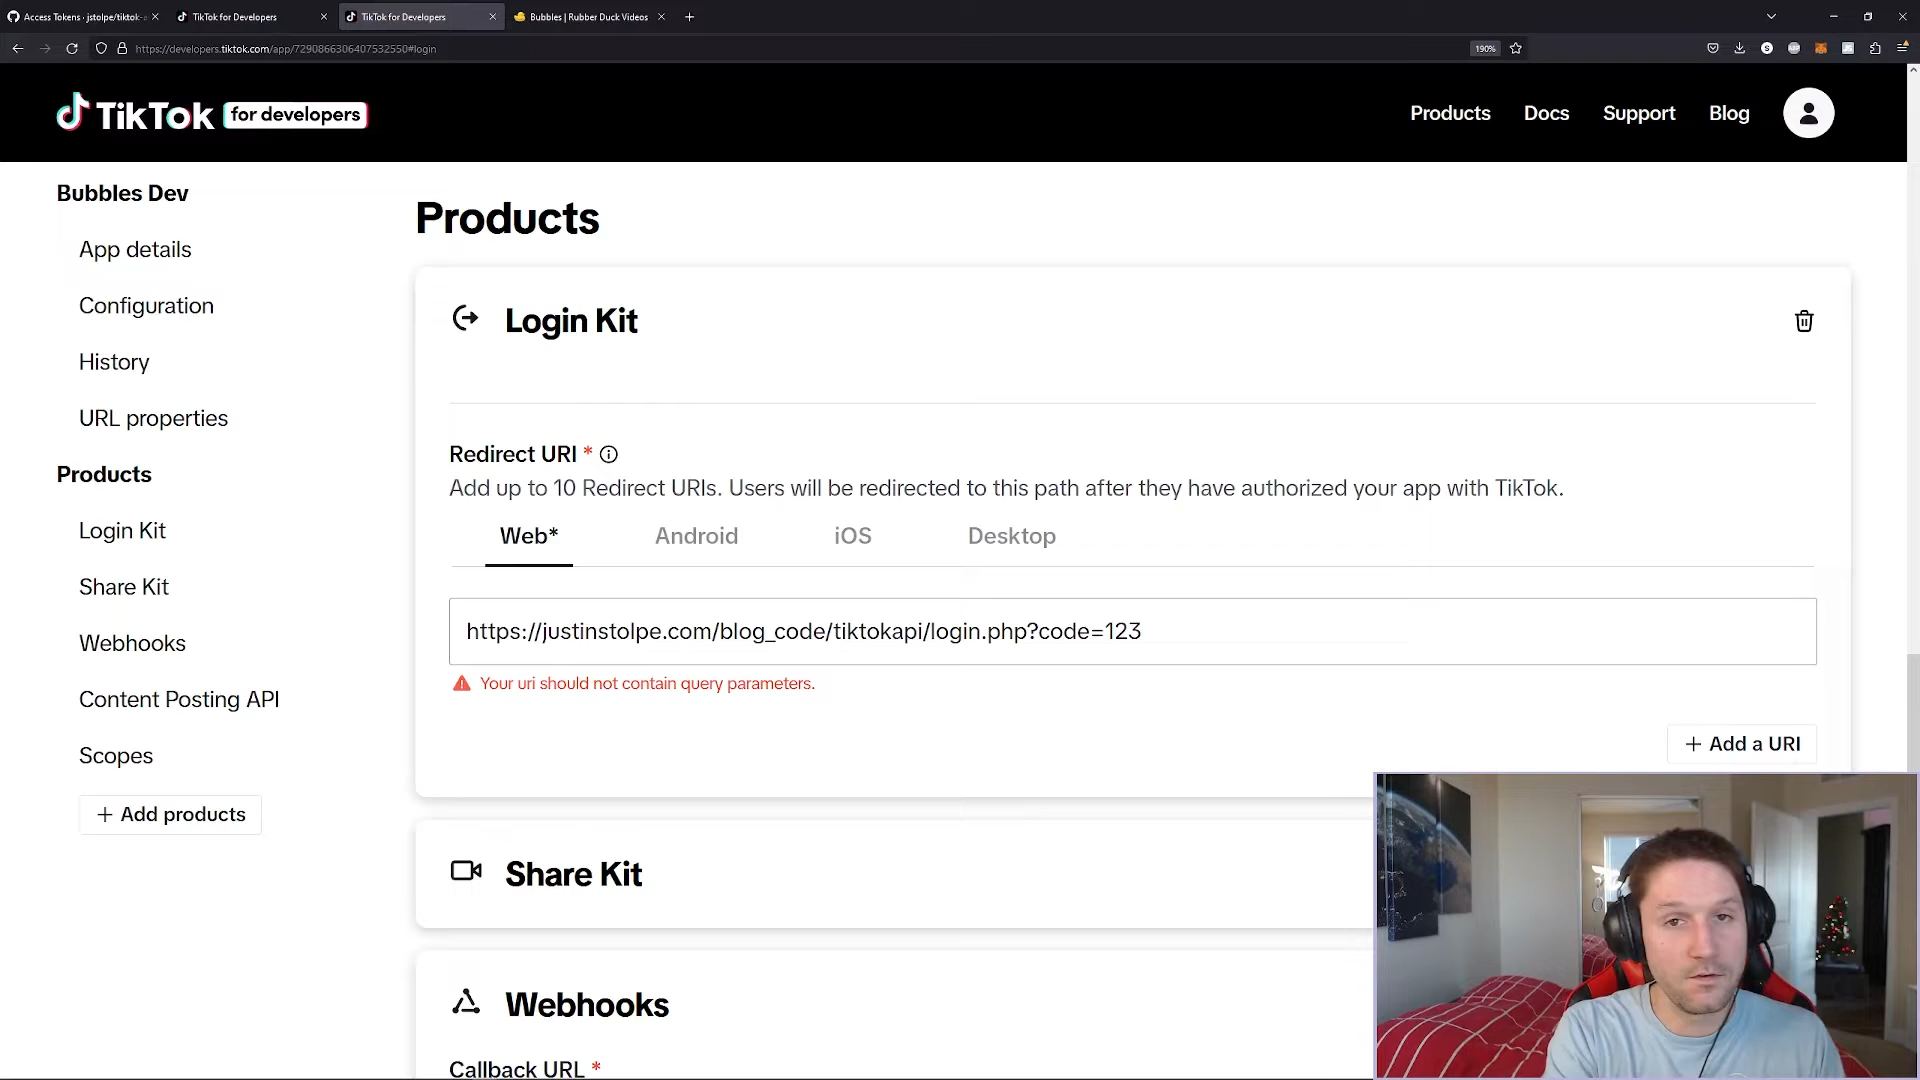 Access Tokens · jstolpe/tiktok-a
TikTok for Developers
TikTok for Developers
Bubbles | Rubber Duck Videos
https://developers.tiktok.com/app/7290866306407532550#login
190%
TikTok for developers
Products
Docs
Support
Blog
Bubbles Dev
App details
Configuration
History
URL properties
Products
Login Kit
Share Kit
Webhooks
Content Posting API
Scopes
+ Add products
Products
Login Kit
Redirect URI *
Add up to 10 Redirect URIs. Users will be redirected to this path after they have authorized your app with TikTok.
Web*
Android
iOS
Desktop
https://justinstolpe.com/blog_code/tiktokapi/login.php?code=123
Your uri should not contain query parameters.
+ Add a URI
Share Kit
Webhooks
Callback URL *